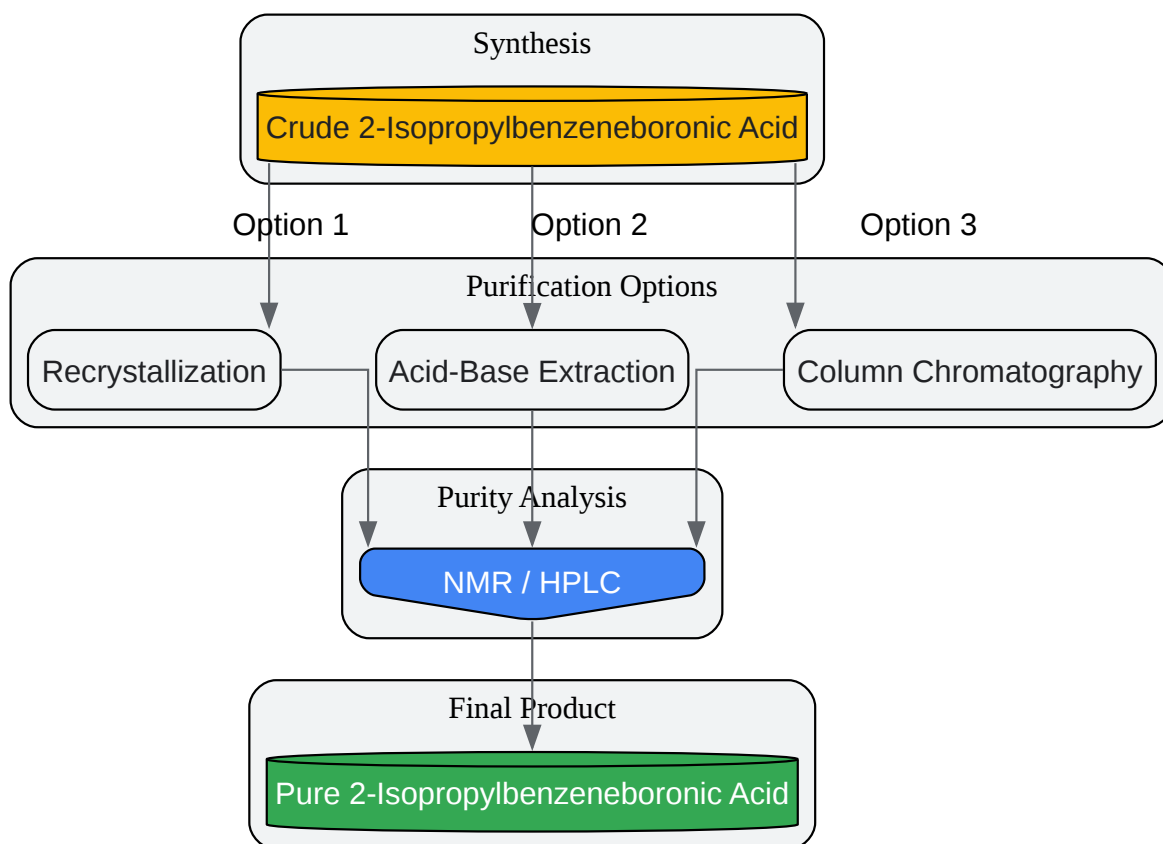 Synthesis
Crude 2-Isopropylbenzeneboronic Acid
Option 1
Option 2
Option 3
Purification Options
Recrystallization
Acid-Base Extraction
Column Chromatography
Purity Analysis
NMR / HPLC
Final Product
Pure 2-Isopropylbenzeneboronic Acid